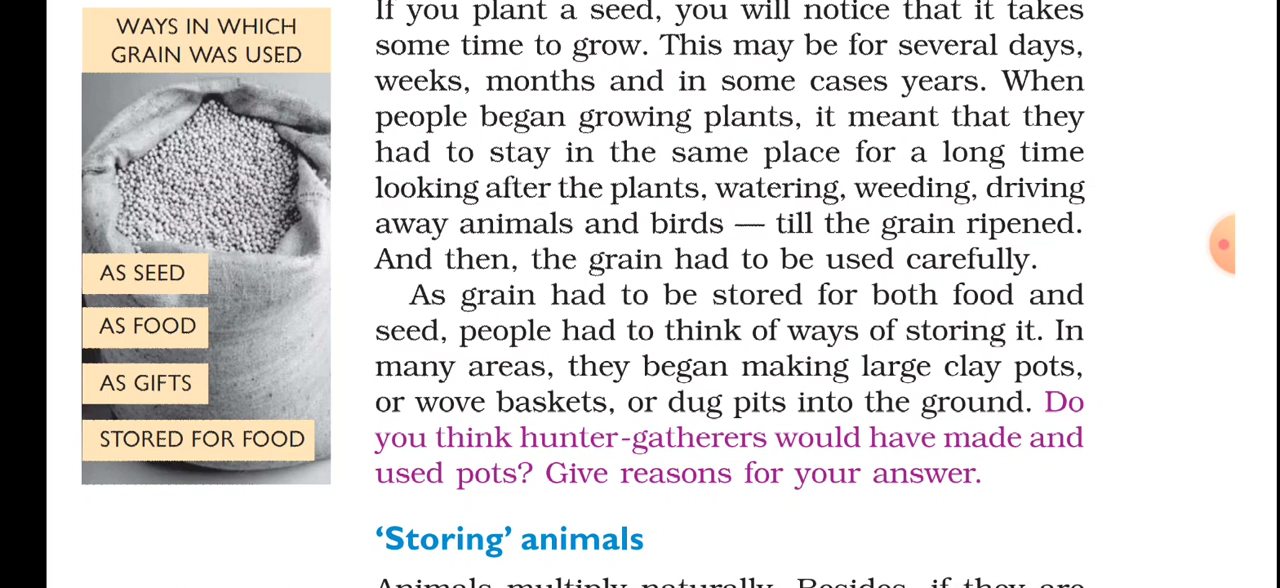 WAYS IN WHICH
GRAIN WAS USED
AS SEED
AS FOOD
AS GIFTS
STORED FOR FOOD
If you plant a seed, you will notice that it takes
some time to grow. This may be for several days,
weeks, months and in some cases years. When
people began growing plants, it meant that they
had to stay in the same place for a long time
looking after the plants, watering, weeding, driving
away animals and birds — till the grain ripened.
And then, the grain had to be used carefully.
As grain had to be stored for both food and
seed, people had to think of ways of storing it. In
many areas, they began making large clay pots,
or wove baskets, or dug pits into the ground. Do
you think hunter-gatherers would have made and
used pots? Give reasons for your answer.
‘Storing’ animals
Animals multiply naturally. Besides, if they are